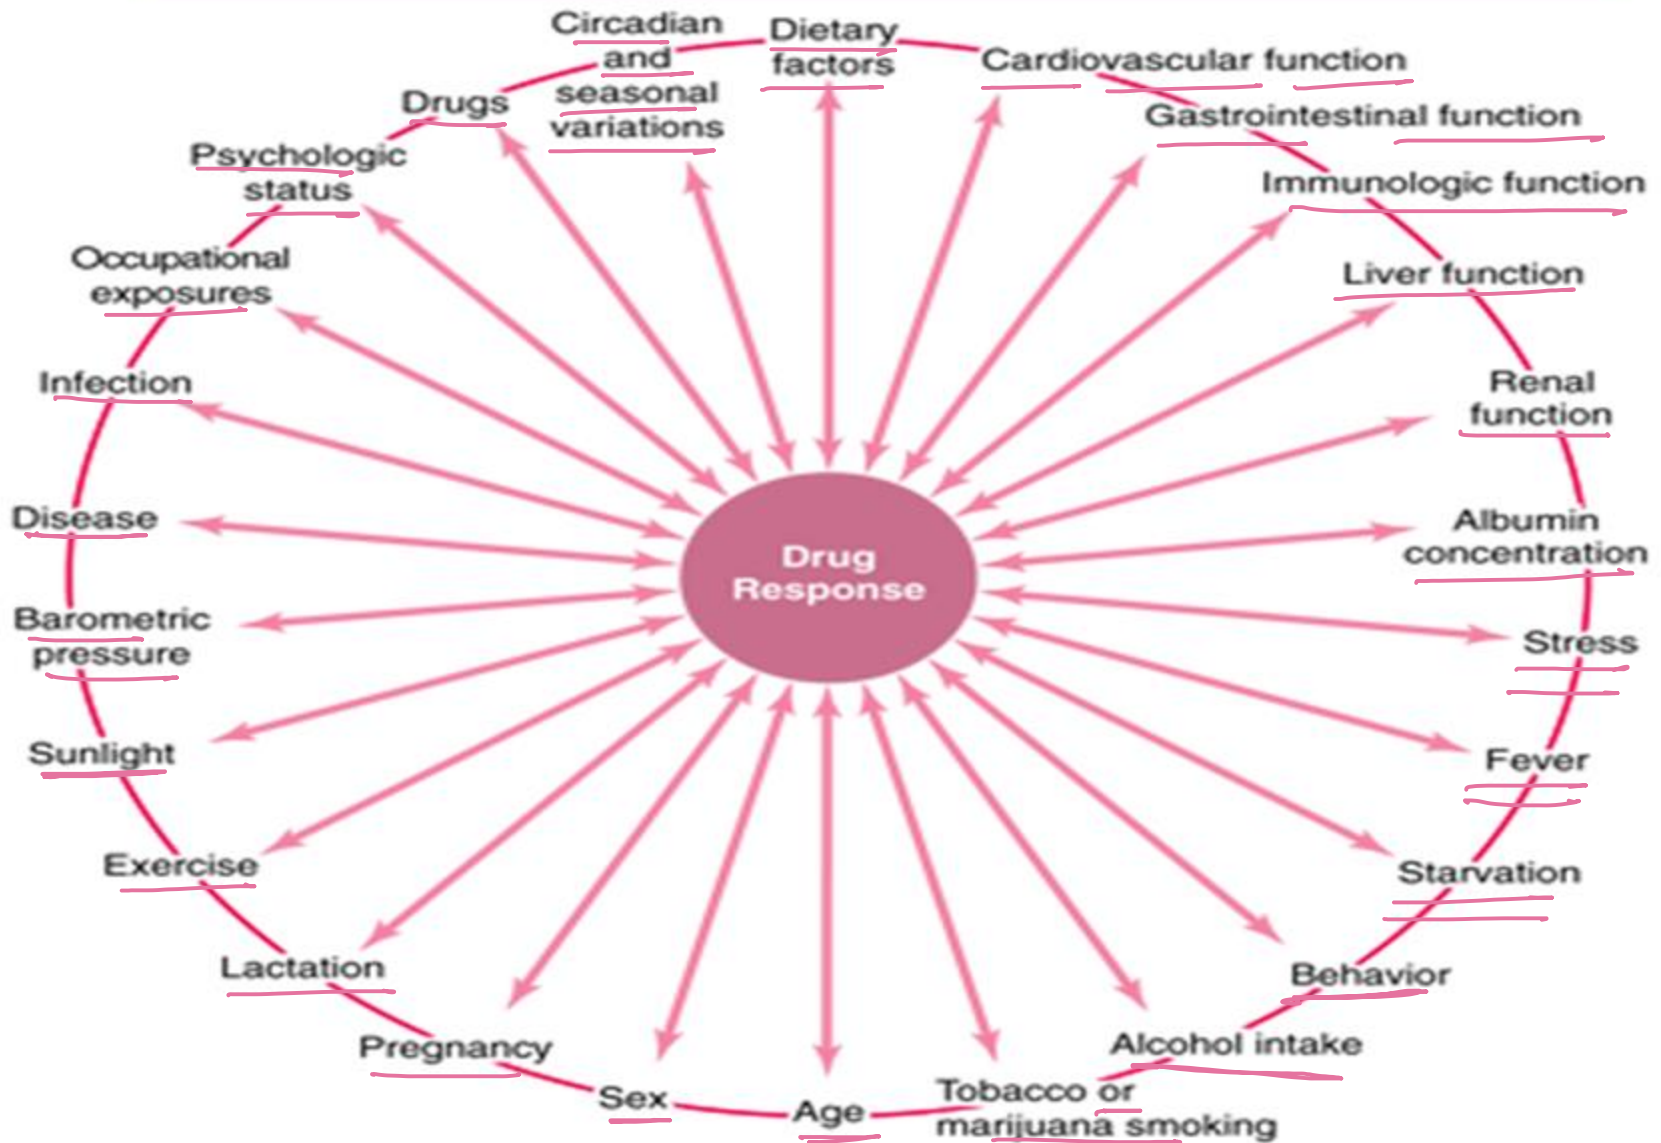 Circadian
and
seasonal
variations
Dietary
factors
Cardiovascular function
Gastrointestinal function
Immunologic function
Liver function
Renal
function
Albumin
concentration
Stress
Fever
Starvation
Behavior
Alcohol intake
Tobacco or
marijuana smoking
Age
Sex
Pregnancy
Lactation
Exercise
Sunlight
Barometric
pressure
Disease
Infection
Occupational
exposures
Psychologic
status
Drugs
Drug
Response